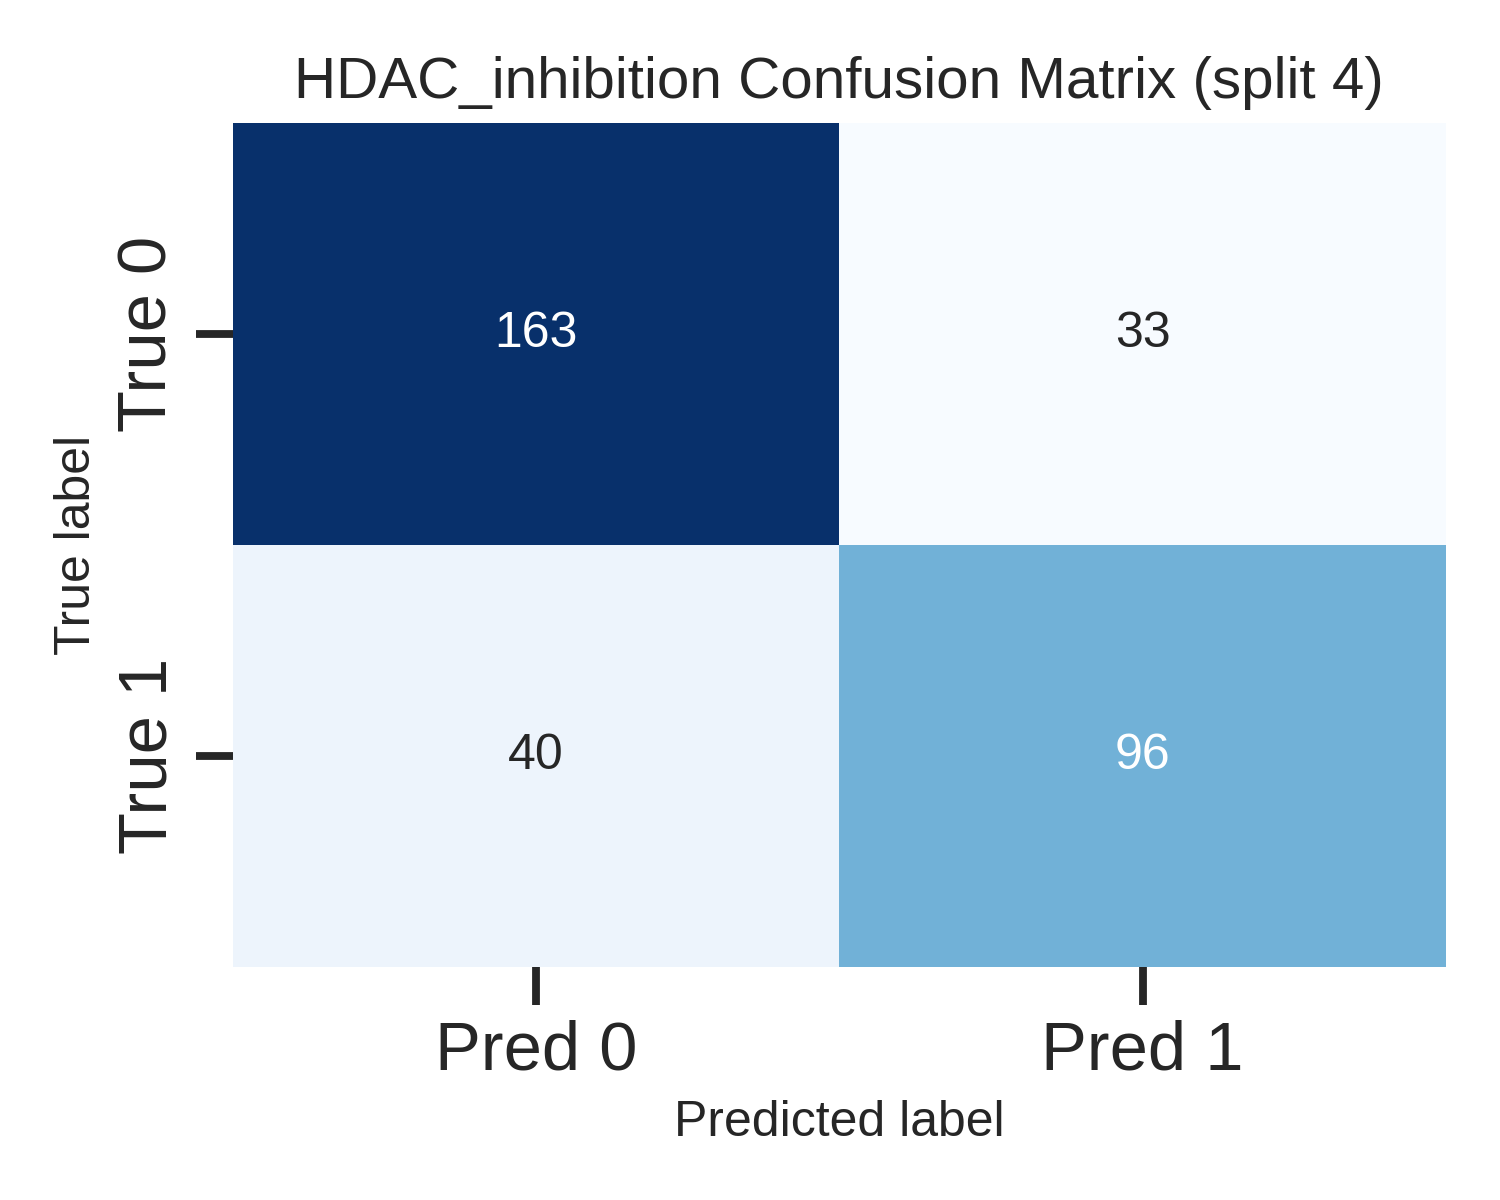 HDAC_inhibition Confusion Matrix (split 4)
True label
True 0
163
33
True 1
40
96
Pred 0
Pred 1
Predicted label